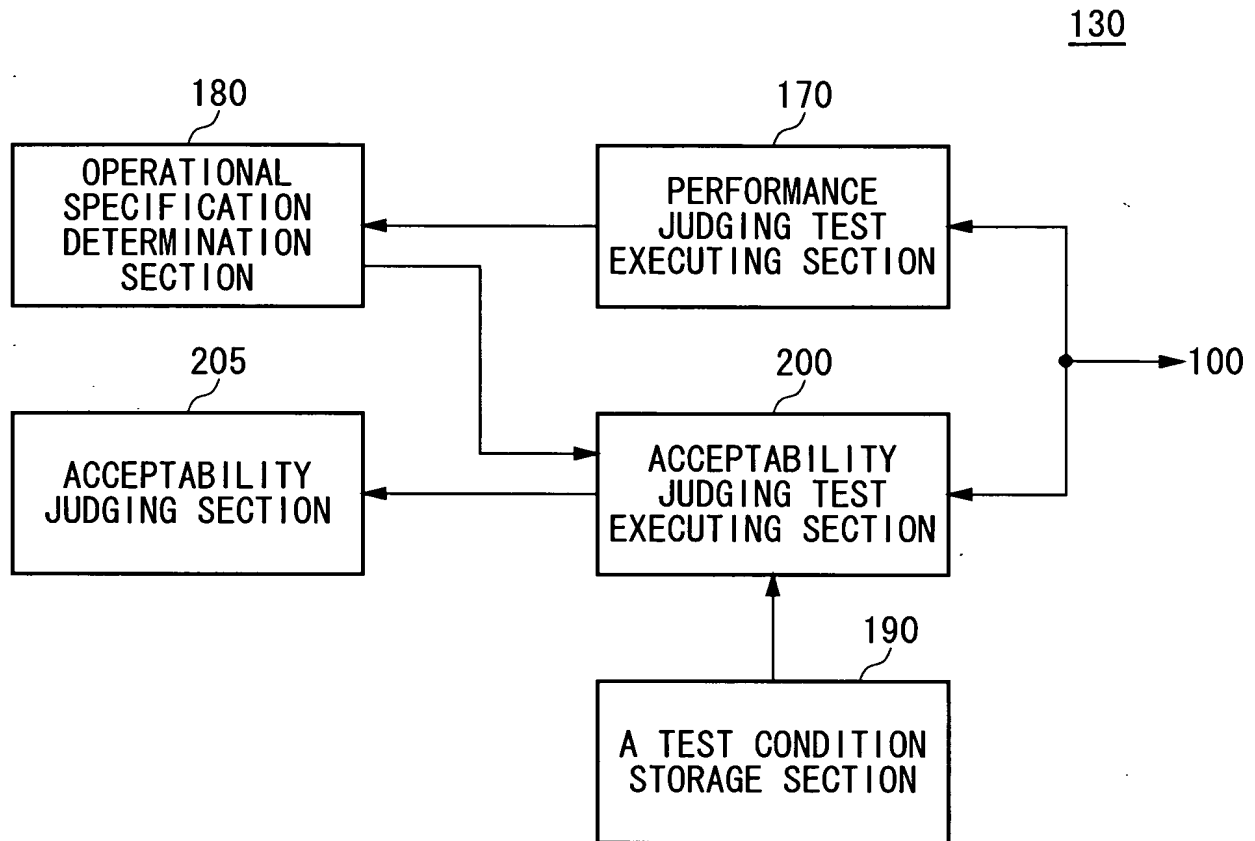 130
180
OPERATIONAL
SPECIFICATION
DETERMINATION
SECTION
170
PERFORMANCE
JUDGING TEST
EXECUTING SECTION
100
205
ACCEPTABILITY
JUDGING SECTION
200
ACCEPTABILITY
JUDGING TEST
EXECUTING SECTION
190
A TEST CONDITION
STORAGE SECTION